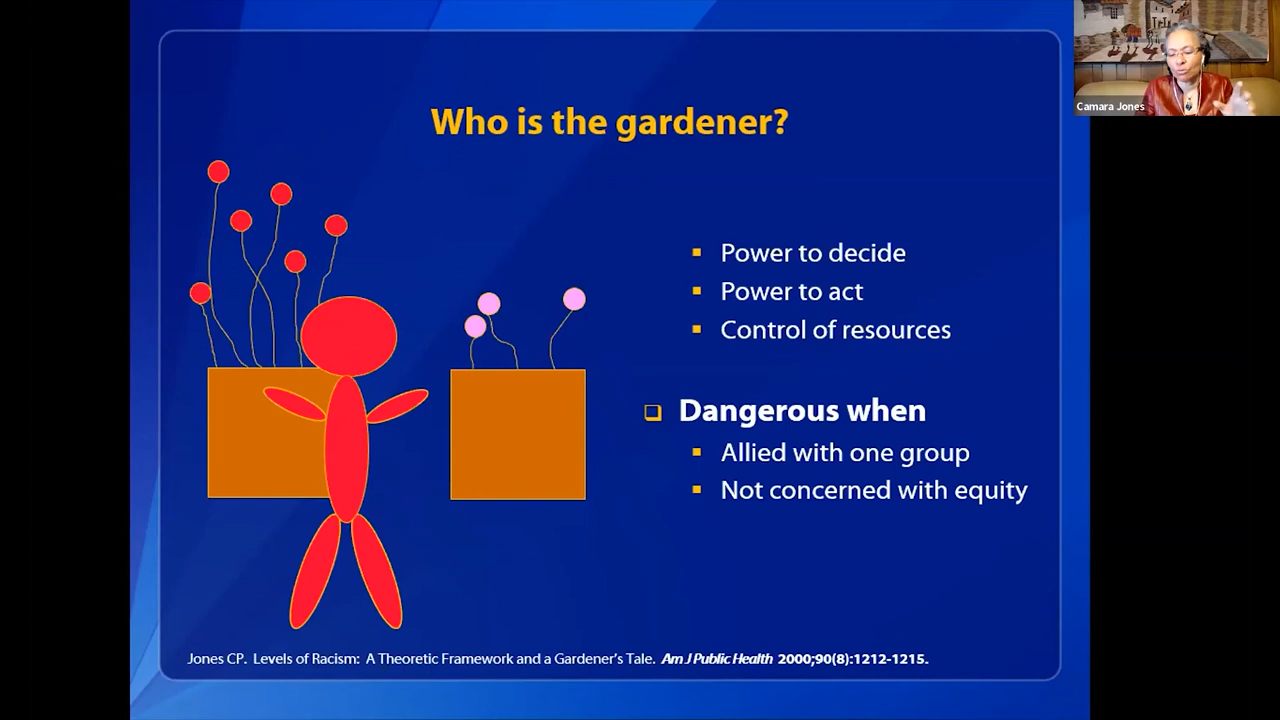 Who is the gardener?
Camara Jones
Power to decide
Power to act
Control of resources
Dangerous when
Allied with one group
Not concerned with equity
Jones CP. Levels of Racism: A Theoretic Framework and a Gardener's Tale. Am J Public Health 2000;90(8):1212-1215.